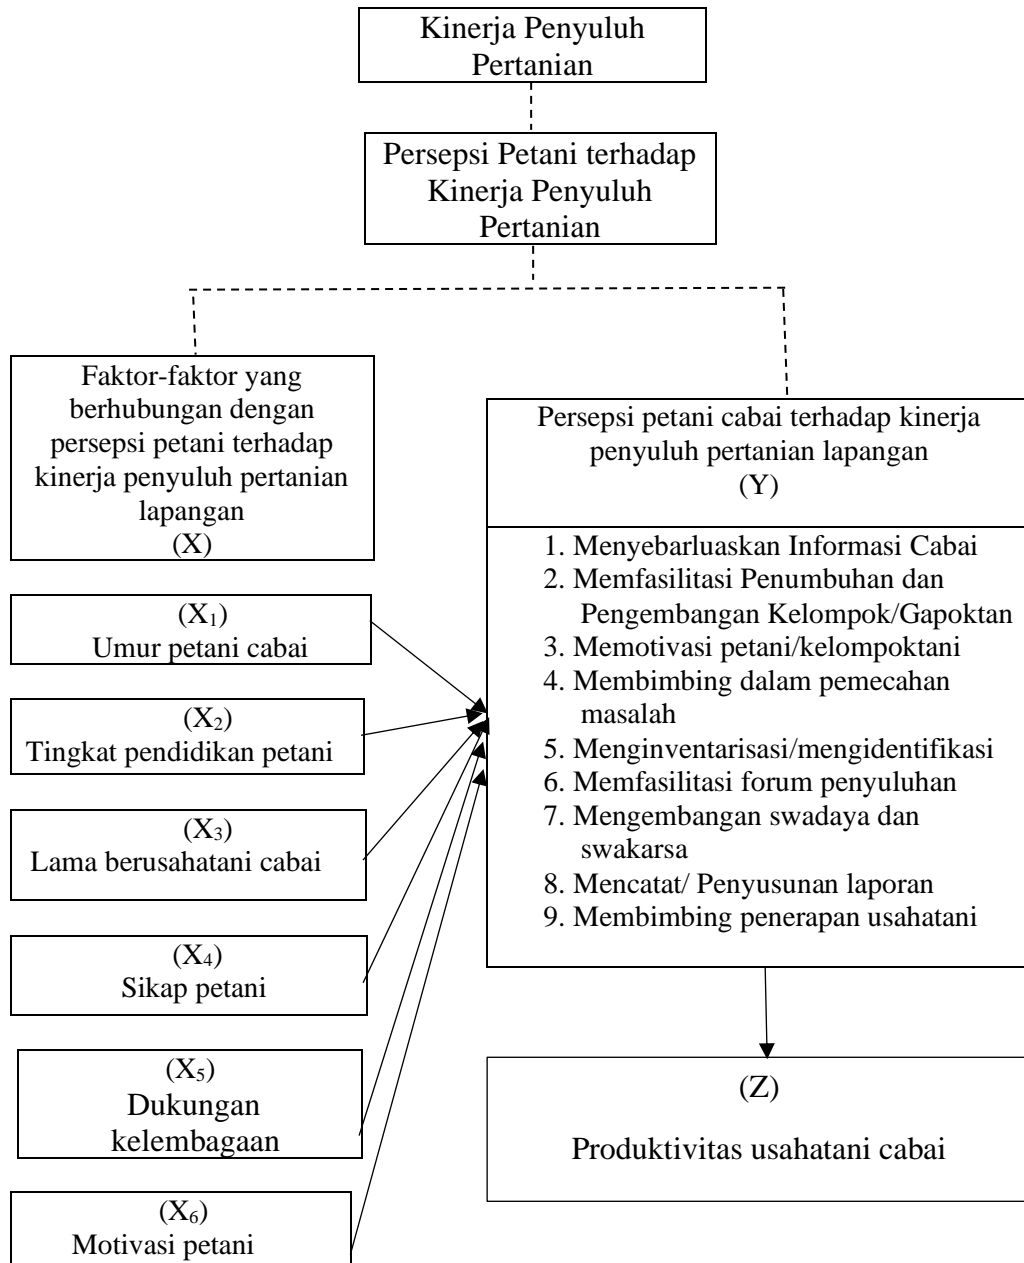 Kinerja Penyuluh
Pertanian
Persepsi Petani terhadap
Kinerja Penyuluh
Pertanian
Faktor-faktor yang
berhubungan dengan
persepsi petani terhadap
kinerja penyuluh pertanian
lapangan
(X)
(X₁)
Umur petani cabai
(X₂)
Tingkat pendidikan petani
(X₃)
Lama berusahatani cabai
(X₄)
Sikap petani
(X₅)
Dukungan
kelembagaan
(X₆)
Motivasi petani
Persepsi petani cabai terhadap kinerja
penyuluh pertanian lapangan
(Y)
1. Menyebarluaskan Informasi Cabai
2. Memfasilitasi Penumbuhan dan
Pengembangan Kelompok/Gapoktan
3. Memotivasi petani/kelompoktani
4. Membimbing dalam pemecahan
masalah
5. Menginventarisasi/mengidentifikasi
6. Memfasilitasi forum penyuluhan
7. Mengembangan swadaya dan
swakarsa
8. Mencatat/ Penyusunan laporan
9. Membimbing penerapan usahatani
(Z)
Produktivitas usahatani cabai